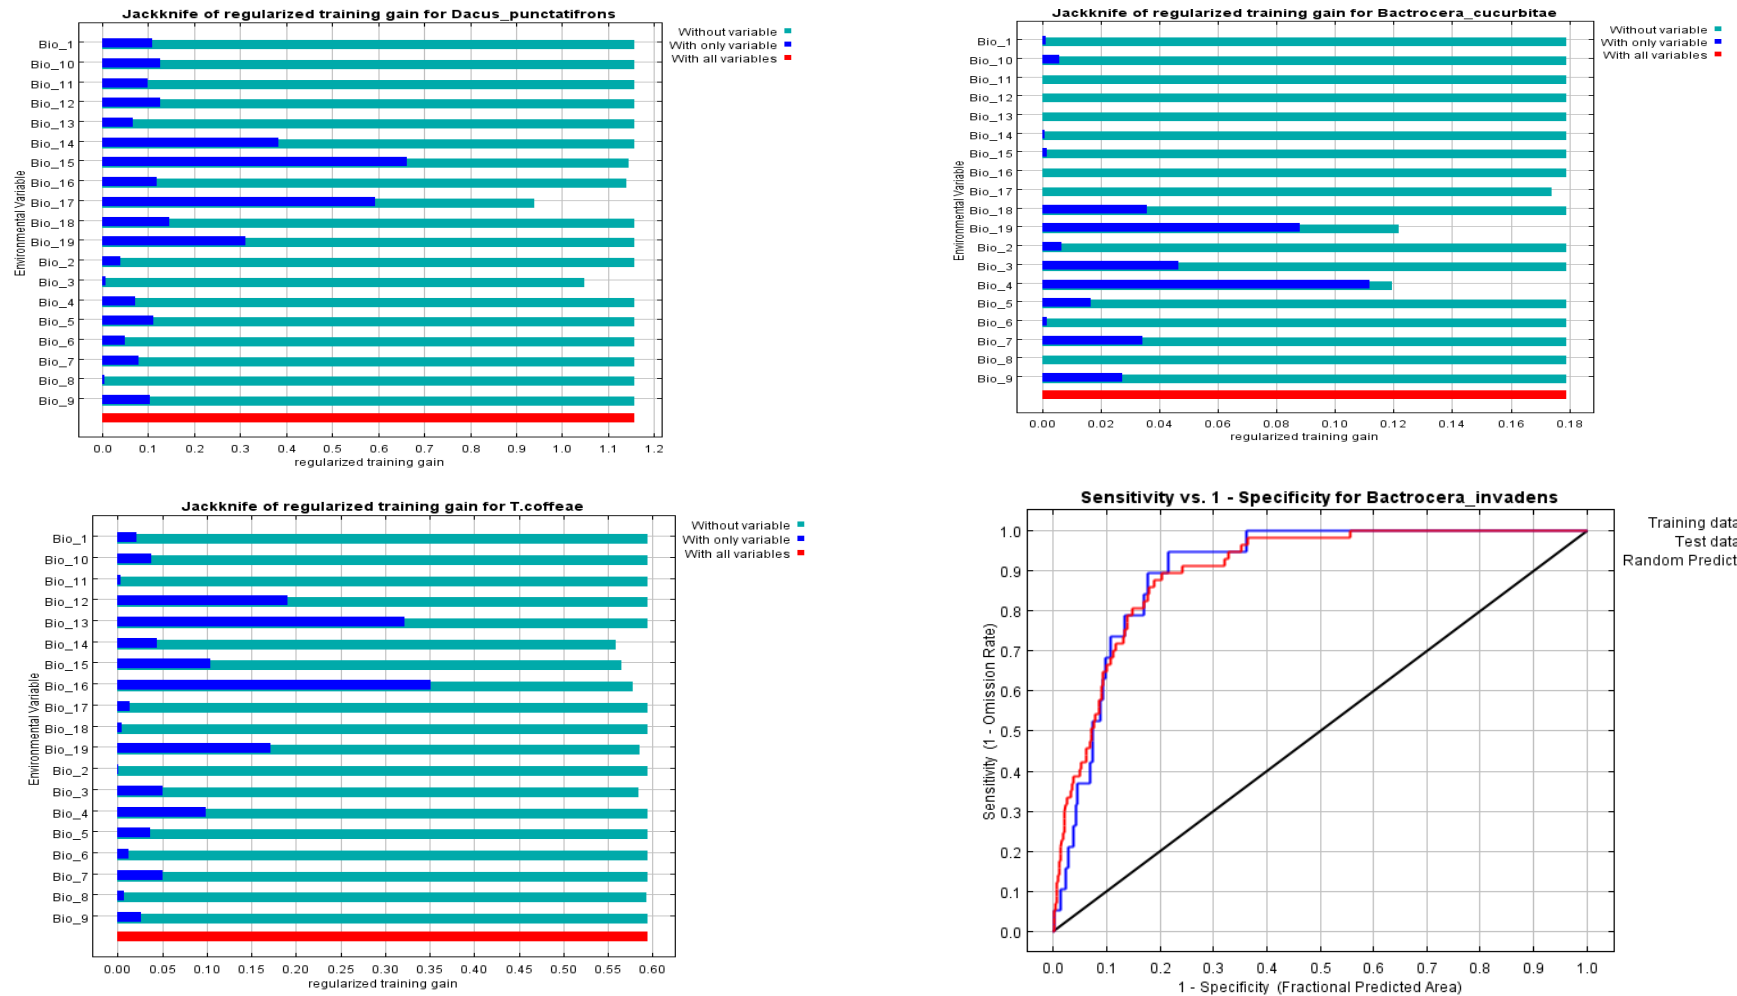 Jackknife of regularized training gain for Dacus_punctatifrons
Without variable
With only variable
With all variables
Environmental Variable
Bio_1
Bio_10
Bio_11
Bio_12
Bio_13
Bio_14
Bio_15
Bio_16
Bio_17
Bio_18
Bio_19
Bio_2
Bio_3
Bio_4
Bio_5
Bio_6
Bio_7
Bio_8
Bio_9
0.0 0.1 0.2 0.3 0.4 0.5 0.6 0.7 0.8 0.9 1.0 1.1 1.2
regularized training gain
Jackknife of regularized training gain for Bactrocera_cucurbitae
Without variable
With only variable
With all variables
Environmental Variable
Bio_1
Bio_10
Bio_11
Bio_12
Bio_13
Bio_14
Bio_15
Bio_16
Bio_17
Bio_18
Bio_19
Bio_2
Bio_3
Bio_4
Bio_5
Bio_6
Bio_7
Bio_8
Bio_9
0.00 0.02 0.04 0.06 0.08 0.10 0.12 0.14 0.16 0.18
regularized training gain
Jackknife of regularized training gain for T.coffeae
Without variable
With only variable
With all variables
Environmental Variable
Bio_1
Bio_10
Bio_11
Bio_12
Bio_13
Bio_14
Bio_15
Bio_16
Bio_17
Bio_18
Bio_19
Bio_2
Bio_3
Bio_4
Bio_5
Bio_6
Bio_7
Bio_8
Bio_9
0.00 0.05 0.10 0.15 0.20 0.25 0.30 0.35 0.40 0.45 0.50 0.55 0.60
regularized training gain
Sensitivity vs. 1 - Specificity for Bactrocera_invadens
Training data
Test data
Random Predict
Sensitivity (1 - Omission Rate)
1.0
0.9
0.8
0.7
0.6
0.5
0.4
0.3
0.2
0.1
0.0
0.0 0.1 0.2 0.3 0.4 0.5 0.6 0.7 0.8 0.9 1.0
1 - Specificity (Fractional Predicted Area)